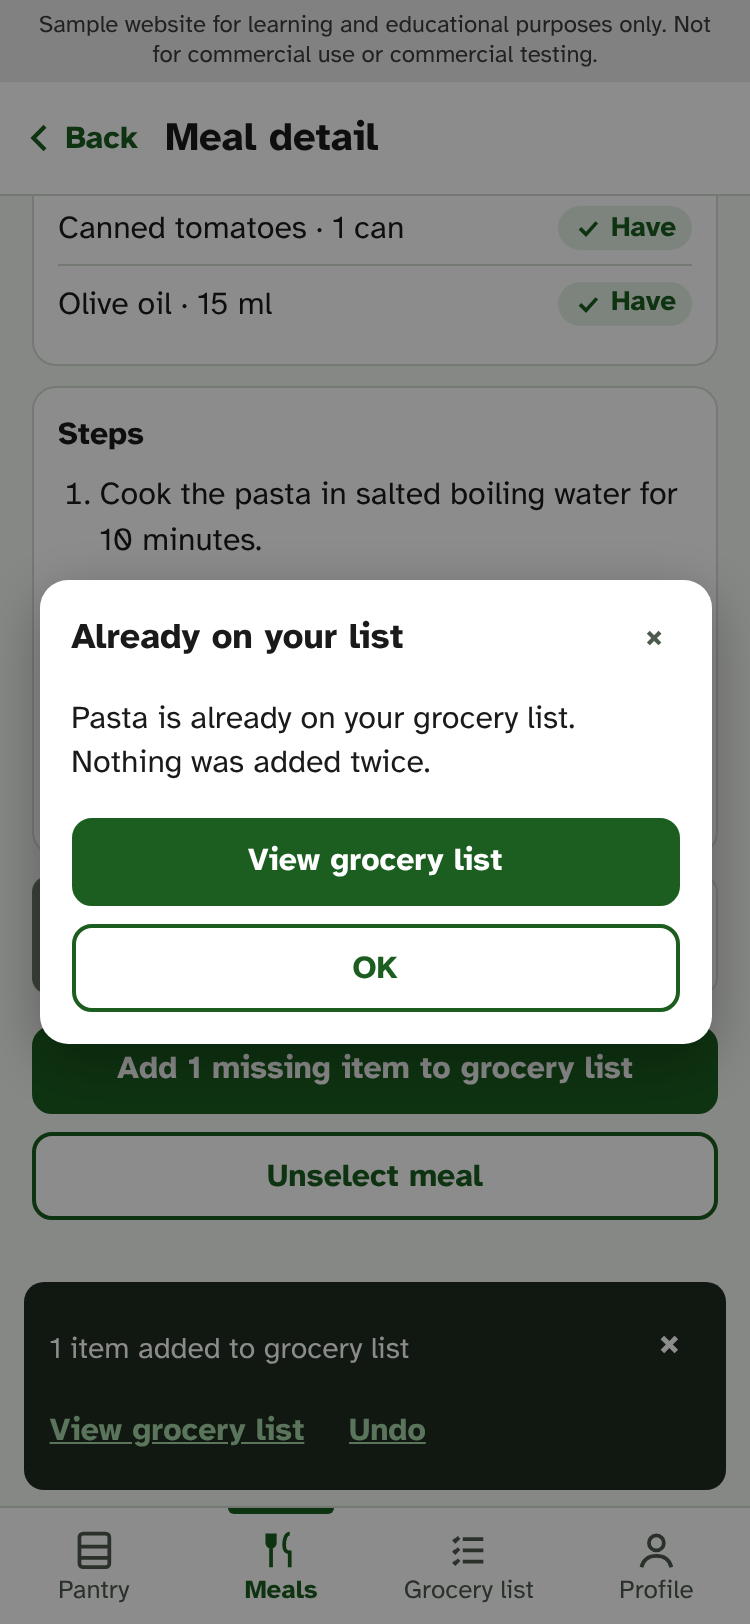 Sample website for learning and educational purposes only. Not
for commercial use or commercial testing.
Back Meal detail
Canned tomatoes · 1 can Have
Olive oil · 15 ml Have
Steps
1. Cook the pasta in salted boiling water for
10 minutes.
Already on your list ×
Pasta is already on your grocery list.
Nothing was added twice.
View grocery list
OK
Add 1 missing item to grocery list
Unselect meal
1 item added to grocery list ×
View grocery list Undo
Pantry Meals Grocery list Profile